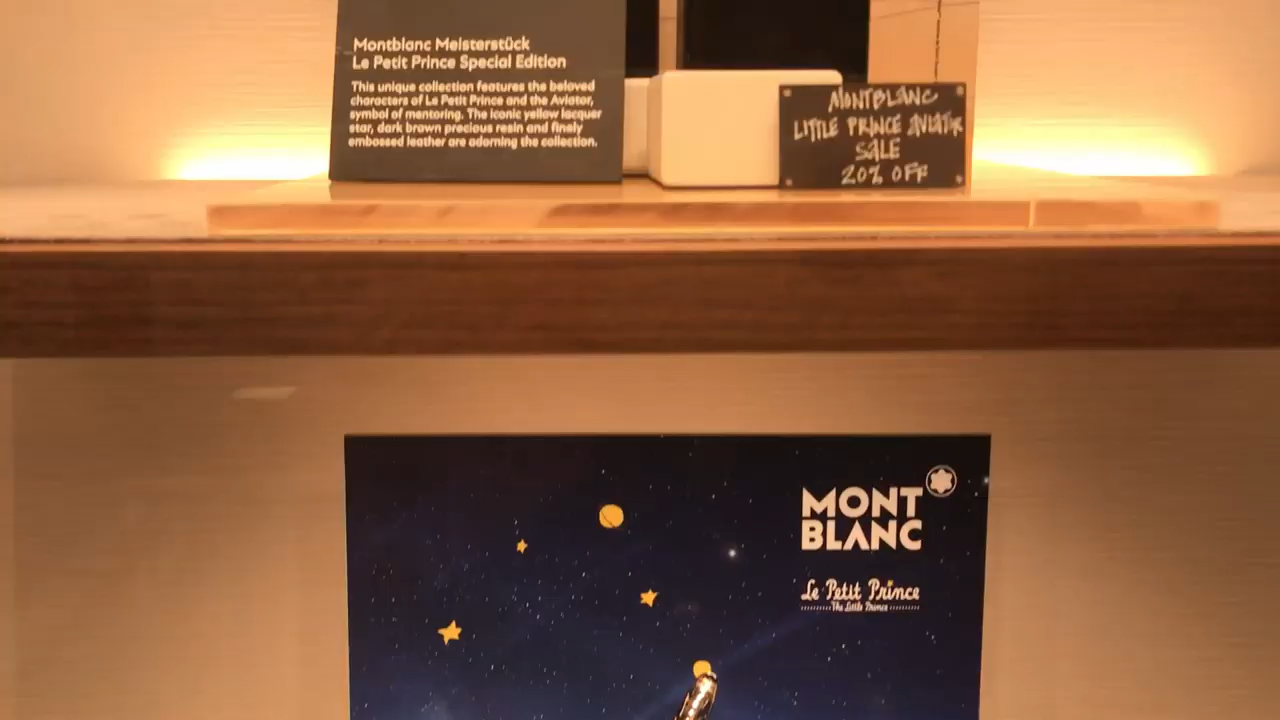 Montblanc Meisterstück
Le Petit Prince Special Edition
This unique collection features the beloved
characters of Le Petit Prince and the Aviator,
symbol of mentoring. The iconic yellow lacquer
star, dark brown precious resin and finely
embossed leather are adorning the collection.
MONTBLANC
LITTLE PRINCE AVIATOR
SALE
20% OFF
MONT
BLANC
Le Petit Prince
The Little Prince